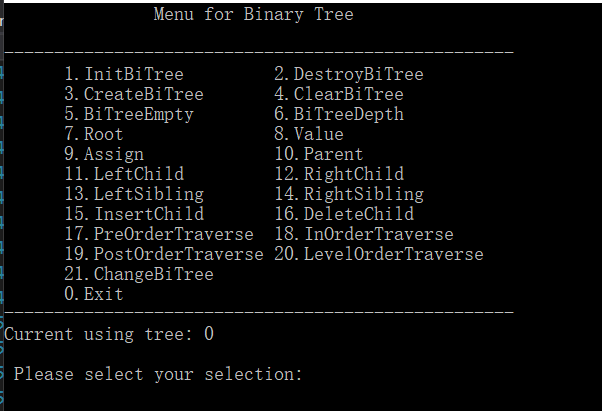 Menu for Binary Tree
--------------------------------------------------
1.InitBiTree 2.DestroyBiTree
3.CreateBiTree 4.ClearBiTree
5.BiTreeEmpty 6.BiTreeDepth
7.Root 8.Value
9.Assign 10.Parent
11.LeftChild 12.RightChild
13.LeftSibling 14.RightSibling
15.InsertChild 16.DeleteChild
17.PreOrderTraverse 18.InOrderTraverse
19.PostOrderTraverse 20.LevelOrderTraverse
21.ChangeBiTree
0.Exit
--------------------------------------------------
Current using tree: 0
Please select your selection: